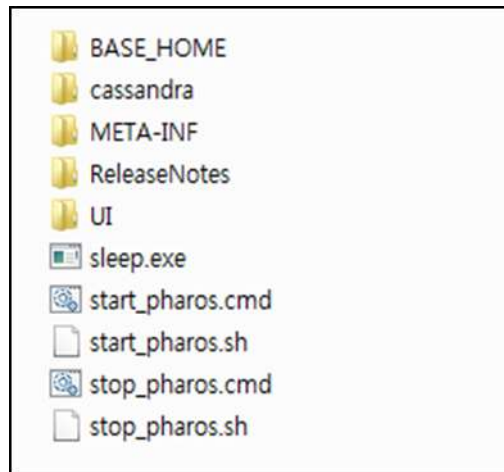 BASE_HOME
cassandra
META-INF
ReleaseNotes
UI
sleep.exe
start_pharos.cmd
start_pharos.sh
stop_pharos.cmd
stop_pharos.sh